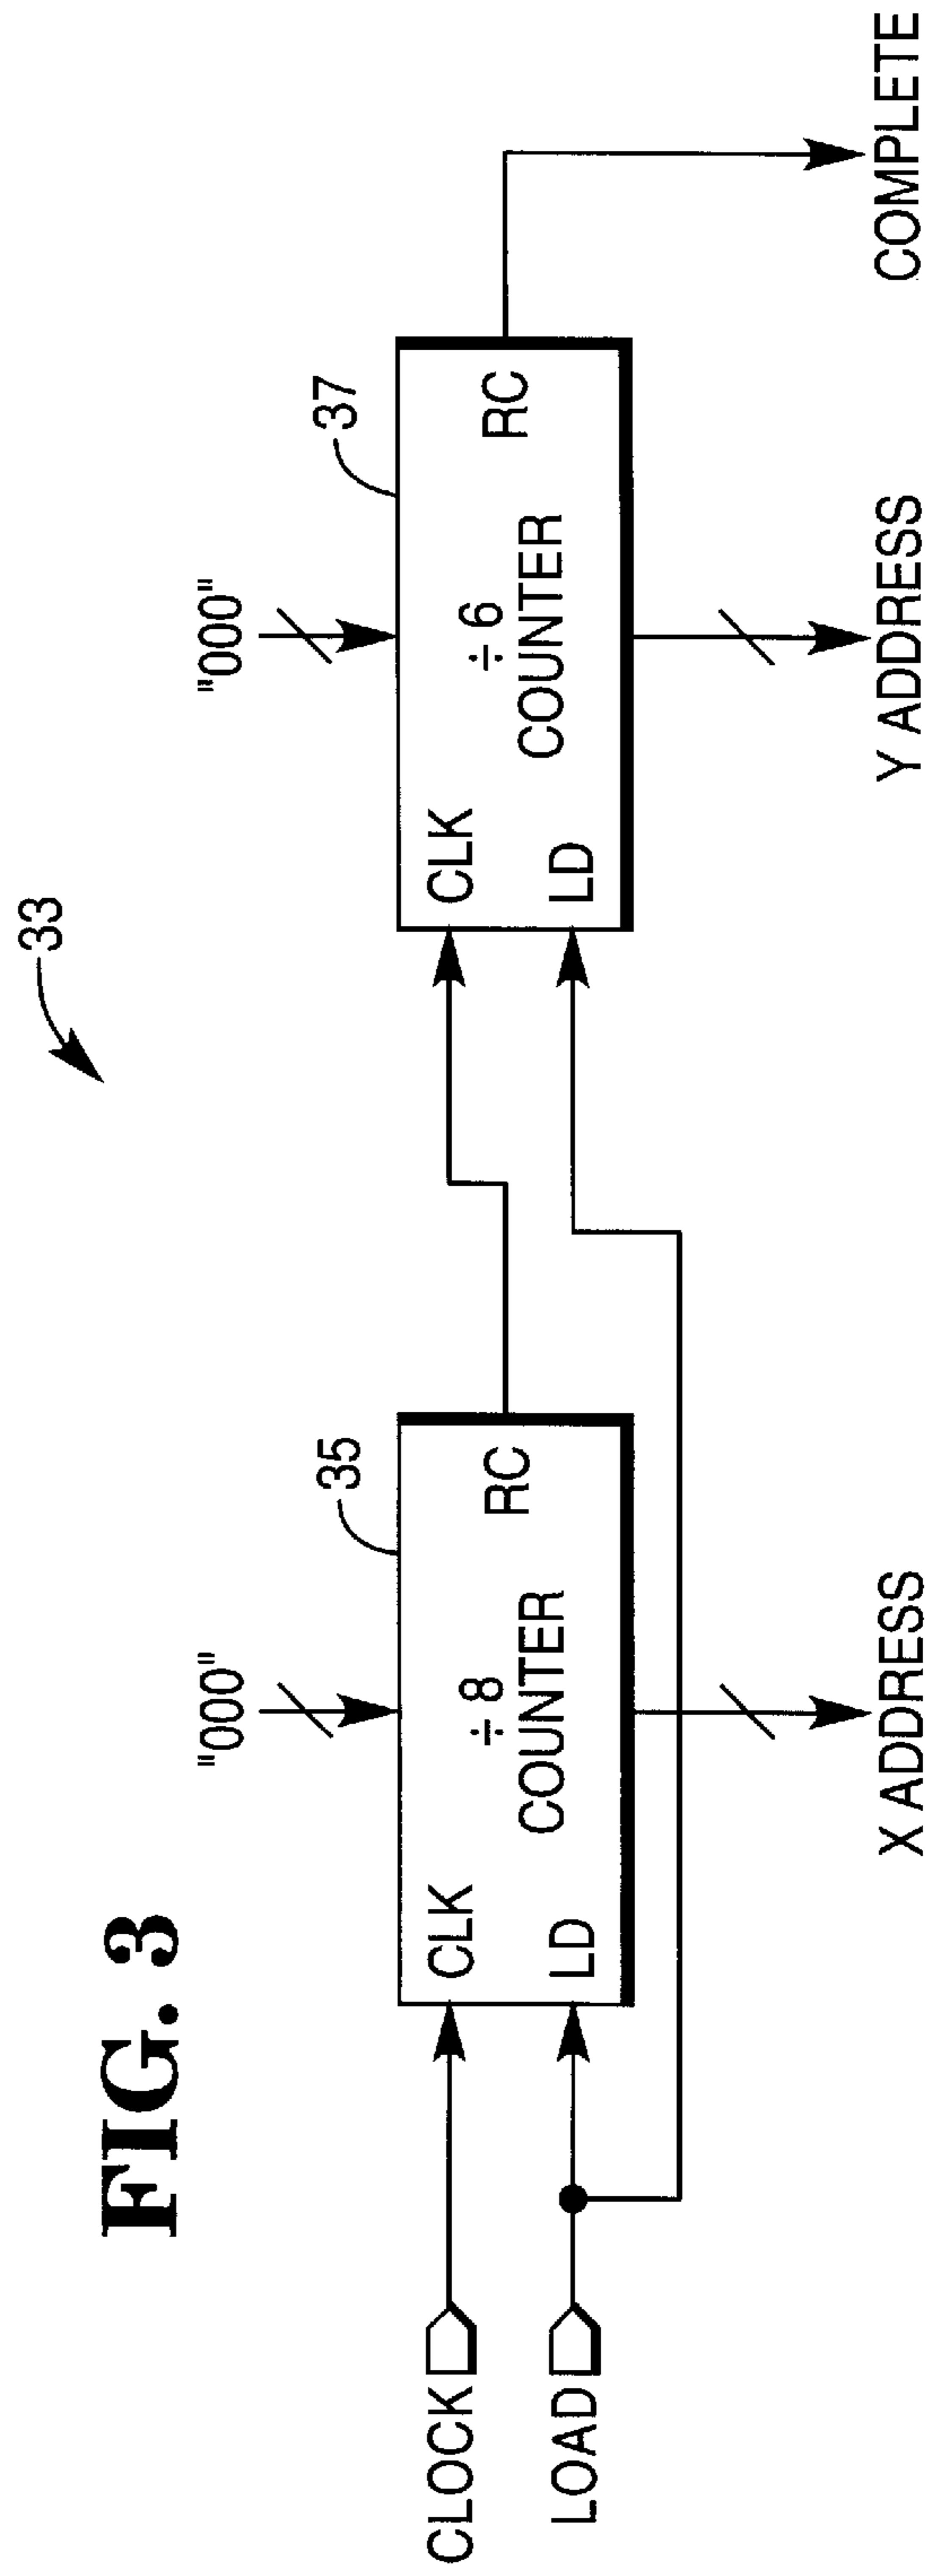 FIG. 3
33
"000"
"000"
35
37
CLOCK
CLK
÷ 8
COUNTER
RC
LD
LOAD
CLK
÷ 6
COUNTER
RC
LD
X ADDRESS
Y ADDRESS
COMPLETE